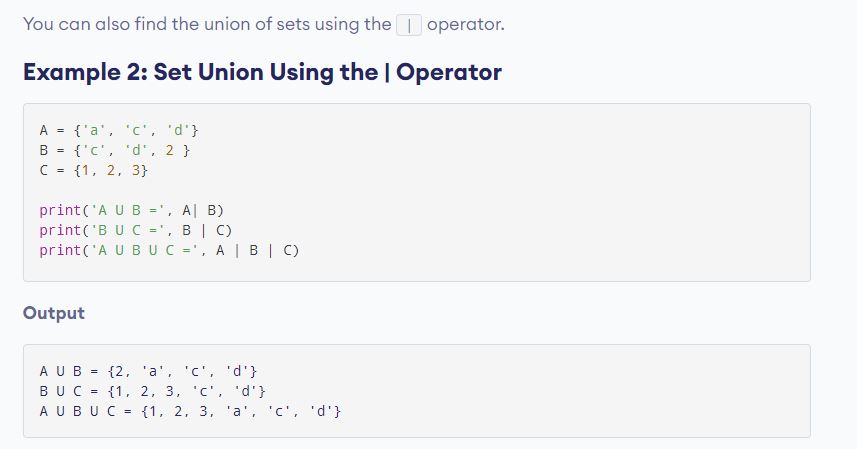 You can also find the union of sets using the | operator.
Example 2: Set Union Using the | Operator
A = {'a', 'c', 'd'}
B = {'c', 'd', 2 }
C = {1, 2, 3}
print('A U B =', A| B)
print('B U C =', B | C)
print('A U B U C =', A | B | C)
Output
A U B = {2, 'a', 'c', 'd'}
B U C = {1, 2, 3, 'c', 'd'}
A U B U C = {1, 2, 3, 'a', 'c', 'd'}